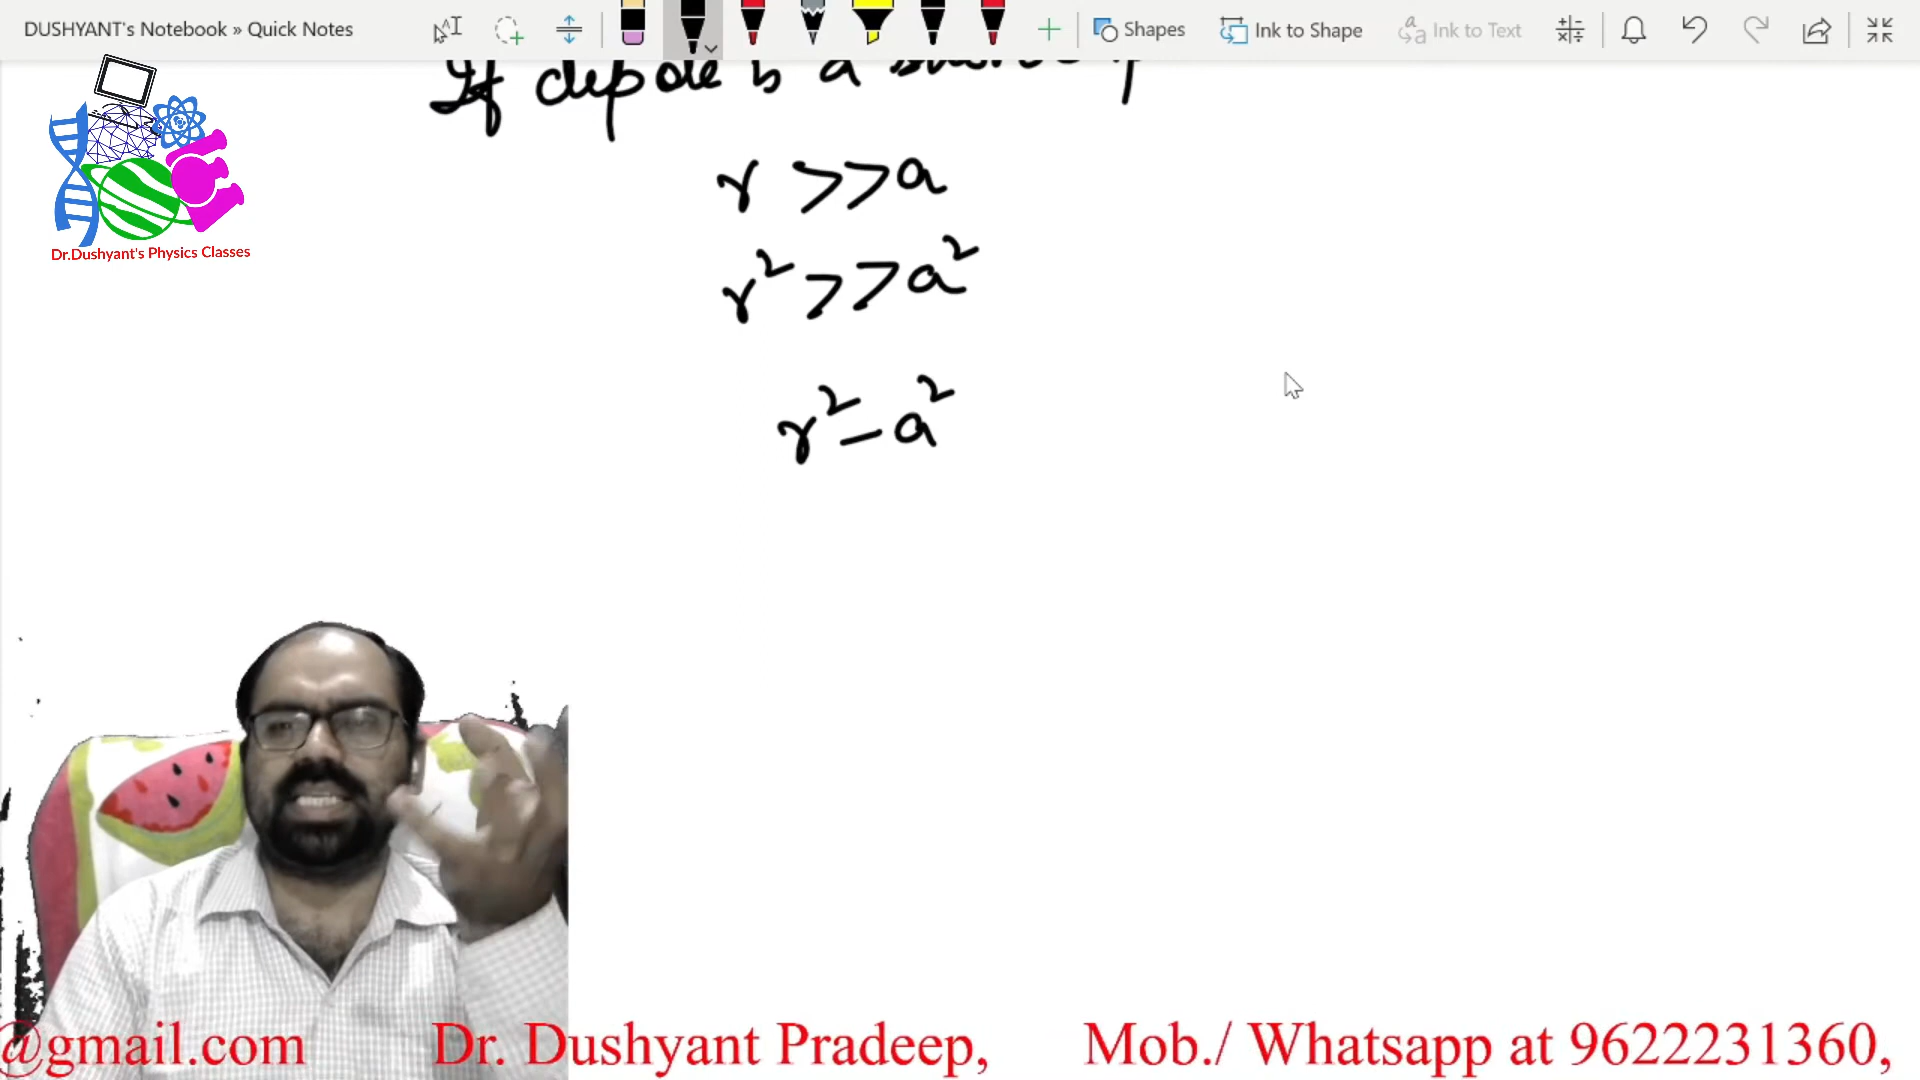 DUSHYANT's Notebook » Quick Notes
Shapes
Ink to Shape
Ink to Text
If dipole is a
r >>a
r² >>a²
r²–a²
Dr.Dushyant's Physics Classes
@gmail.com Dr. Dushyant Pradeep, Mob./ Whatsapp at 9622231360,